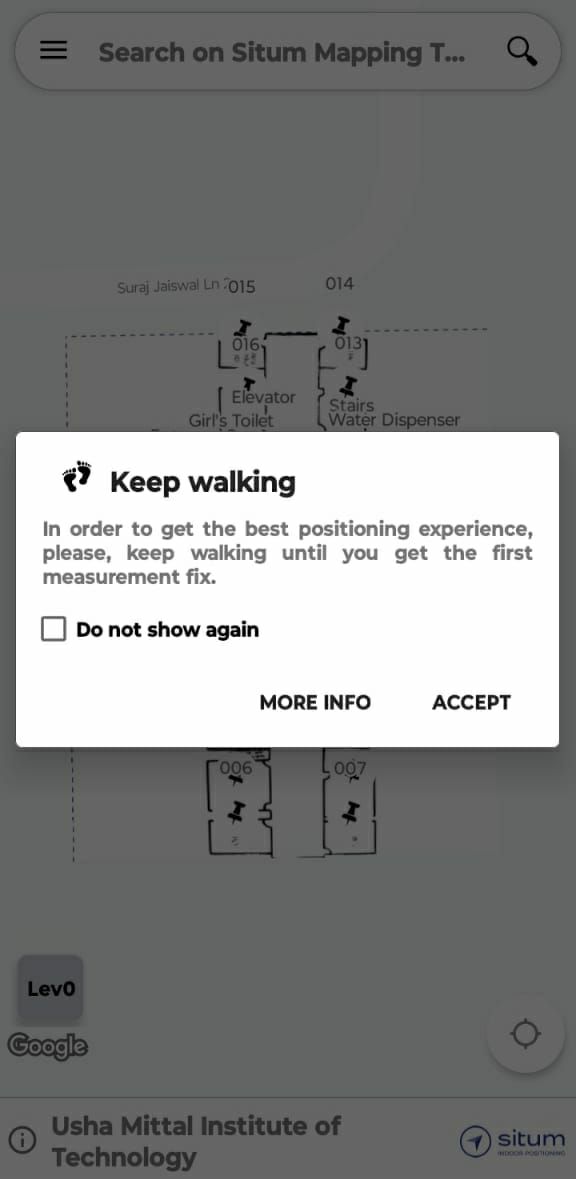 Search on Situm Mapping T...
Suraj Jaiswal Ln
015
014
016
013
Elevator
Stairs
Girl's Toilet
Water Dispenser
Keep walking
In order to get the best positioning experience,
please, keep walking until you get the first
measurement fix.
Do not show again
MORE INFO
ACCEPT
006
007
Lev0
Google
Usha Mittal Institute of
Technology
situm
INDOOR POSITIONING